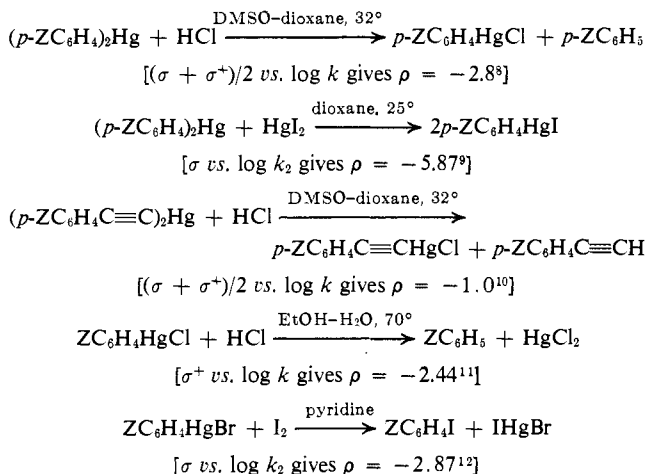 DMSO–dioxane, 32°
(p-ZC₆H₄)₂Hg + HCl ⟶ p-ZC₆H₄HgCl + p-ZC₆H₅
[(σ + σ⁺)/2 vs. log k gives ρ = −2.8⁸]
dioxane, 25°
(p-ZC₆H₄)₂Hg + HgI₂ ⟶ 2p-ZC₆H₄HgI
[σ vs. log k₂ gives ρ = −5.87⁹]
DMSO–dioxane, 32°
(p-ZC₆H₄C≡C)₂Hg + HCl ⟶
p-ZC₆H₄C≡CHgCl + p-ZC₆H₄C≡CH
[(σ + σ⁺)/2 vs. log k gives ρ = −1.0¹⁰]
EtOH–H₂O, 70°
ZC₆H₄HgCl + HCl ⟶ ZC₆H₅ + HgCl₂
[σ⁺ vs. log k gives ρ = −2.44¹¹]
pyridine
ZC₆H₄HgBr + I₂ ⟶ ZC₆H₄I + IHgBr
[σ vs. log k₂ gives ρ = −2.87¹²]